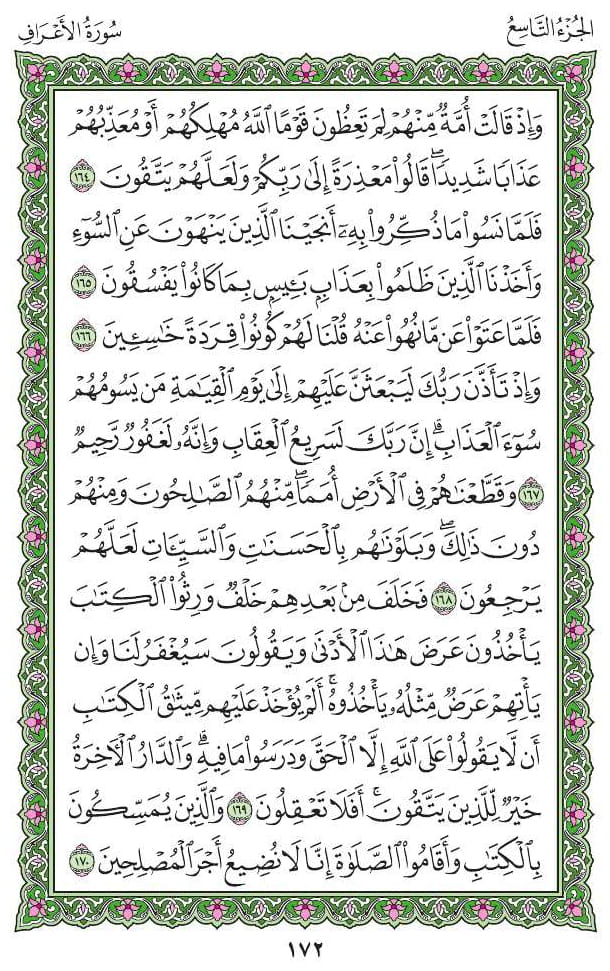 الجُزْءُ التَّاسِعُ
سُورَةُ الأَعْرَافِ
وَإِذْ قَالَتْ أُمَّةٌ مِّنْهُمْ لِمَ تَعِظُونَ قَوْمًا ٱللَّهُ مُهْلِكُهُمْ أَوْ مُعَذِّبُهُمْ
عَذَابًا شَدِيدًا ۖ قَالُوا۟ مَعْذِرَةً إِلَىٰ رَبِّكُمْ وَلَعَلَّهُمْ يَتَّقُونَ ١٦٤
فَلَمَّا نَسُوا۟ مَا ذُكِّرُوا۟ بِهِۦٓ أَنجَيْنَا ٱلَّذِينَ يَنْهَوْنَ عَنِ ٱلسُّوٓءِ
وَأَخَذْنَا ٱلَّذِينَ ظَلَمُوا۟ بِعَذَابٍۭ بَـِٔيسٍۭ بِمَا كَانُوا۟ يَفْسُقُونَ ١٦٥
فَلَمَّا عَتَوْا۟ عَن مَّا نُهُوا۟ عَنْهُ قُلْنَا لَهُمْ كُونُوا۟ قِرَدَةً خَـٰسِـِٔينَ ١٦٦
وَإِذْ تَأَذَّنَ رَبُّكَ لَيَبْعَثَنَّ عَلَيْهِمْ إِلَىٰ يَوْمِ ٱلْقِيَـٰمَةِ مَن يَسُومُهُمْ
سُوٓءَ ٱلْعَذَابِ ۗ إِنَّ رَبَّكَ لَسَرِيعُ ٱلْعِقَابِ ۖ وَإِنَّهُۥ لَغَفُورٌ رَّحِيمٌ
١٦٧ وَقَطَّعْنَـٰهُمْ فِى ٱلْأَرْضِ أُمَمًا ۖ مِّنْهُمُ ٱلصَّـٰلِحُونَ وَمِنْهُمْ
دُونَ ذَٰلِكَ ۖ وَبَلَوْنَـٰهُم بِٱلْحَسَنَـٰتِ وَٱلسَّيِّـَٔاتِ لَعَلَّهُمْ
يَرْجِعُونَ ١٦٨ فَخَلَفَ مِنۢ بَعْدِهِمْ خَلْفٌ وَرِثُوا۟ ٱلْكِتَـٰبَ
يَأْخُذُونَ عَرَضَ هَـٰذَا ٱلْأَدْنَىٰ وَيَقُولُونَ سَيُغْفَرُ لَنَا وَإِن
يَأْتِهِمْ عَرَضٌ مِّثْلُهُۥ يَأْخُذُوهُ ۚ أَلَمْ يُؤْخَذْ عَلَيْهِم مِّيثَـٰقُ ٱلْكِتَـٰبِ
أَن لَّا يَقُولُوا۟ عَلَى ٱللَّهِ إِلَّا ٱلْحَقَّ وَدَرَسُوا۟ مَا فِيهِ ۗ وَٱلدَّارُ ٱلْـَٔاخِرَةُ
خَيْرٌ لِّلَّذِينَ يَتَّقُونَ ۗ أَفَلَا تَعْقِلُونَ ١٦٩ وَٱلَّذِينَ يُمَسِّكُونَ
بِٱلْكِتَـٰبِ وَأَقَامُوا۟ ٱلصَّلَوٰةَ إِنَّا لَا نُضِيعُ أَجْرَ ٱلْمُصْلِحِينَ ١٧٠
١٧٢